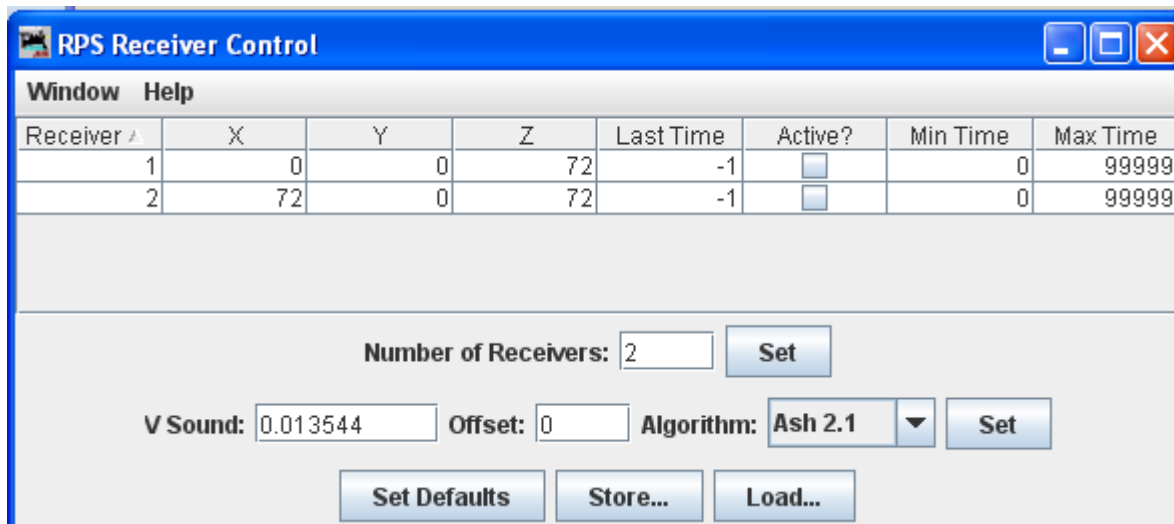 RPS Receiver Control
Window Help
Receiver X Y Z Last Time Active? Min Time Max Time
1 0 0 72 -1 0 99999
2 72 0 72 -1 0 99999
Number of Receivers: 2 Set
V Sound: 0.013544 Offset: 0 Algorithm: Ash 2.1 Set
Set Defaults Store... Load...